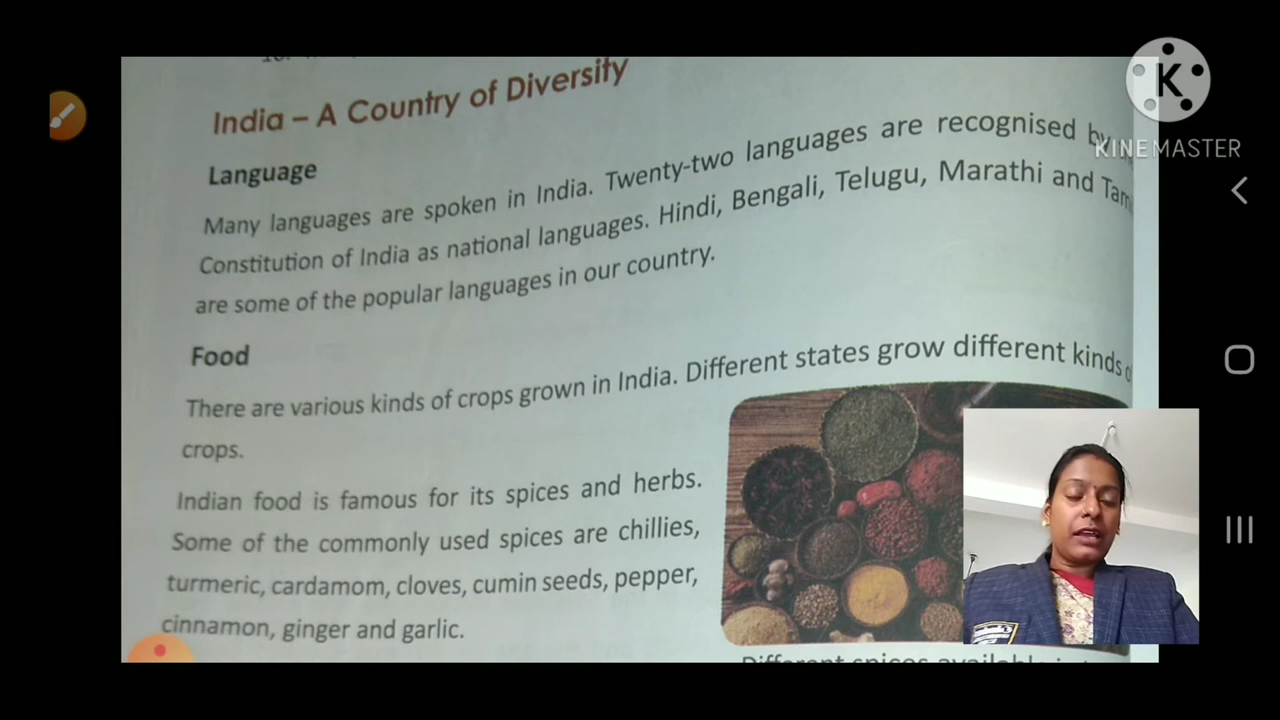 India – A Country of Diversity
Language
Many languages are spoken in India. Twenty-two languages are recognised by
Constitution of India as national languages. Hindi, Bengali, Telugu, Marathi and
are some of the popular languages in our country.
Food
There are various kinds of crops grown in India. Different states grow different kinds
crops.
Indian food is famous for its spices and herbs.
Some of the commonly used spices are chillies,
turmeric, cardamom, cloves, cumin seeds, pepper,
cinnamon, ginger and garlic.
Different spices available
K
KINEMASTER